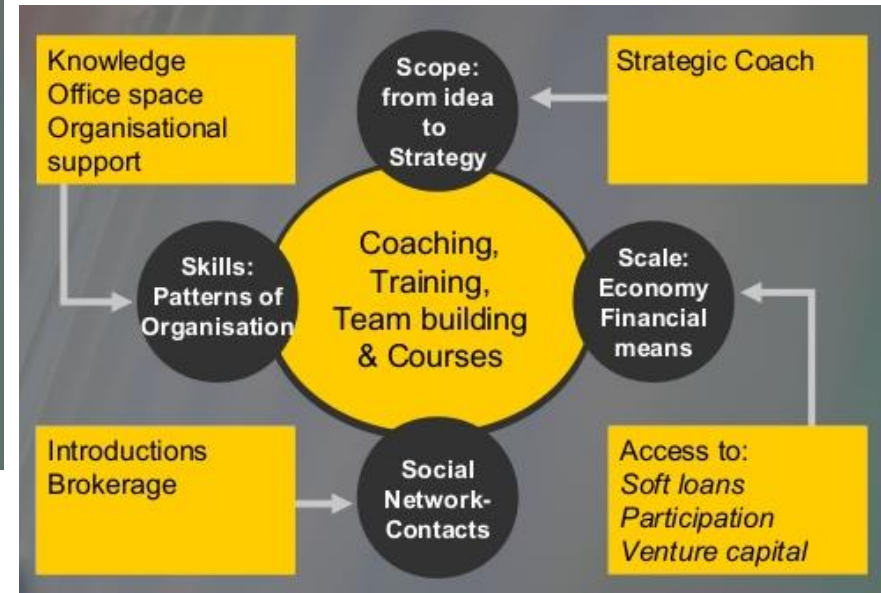 Knowledge
Office space
Organisational
support
Scope:
from idea
to
Strategy
Strategic Coach
Skills:
Patterns of
Organisation
Coaching,
Training,
Team building
& Courses
Scale:
Economy
Financial
means
Introductions
Brokerage
Social
Network-
Contacts
Access to:
Soft loans
Participation
Venture capital